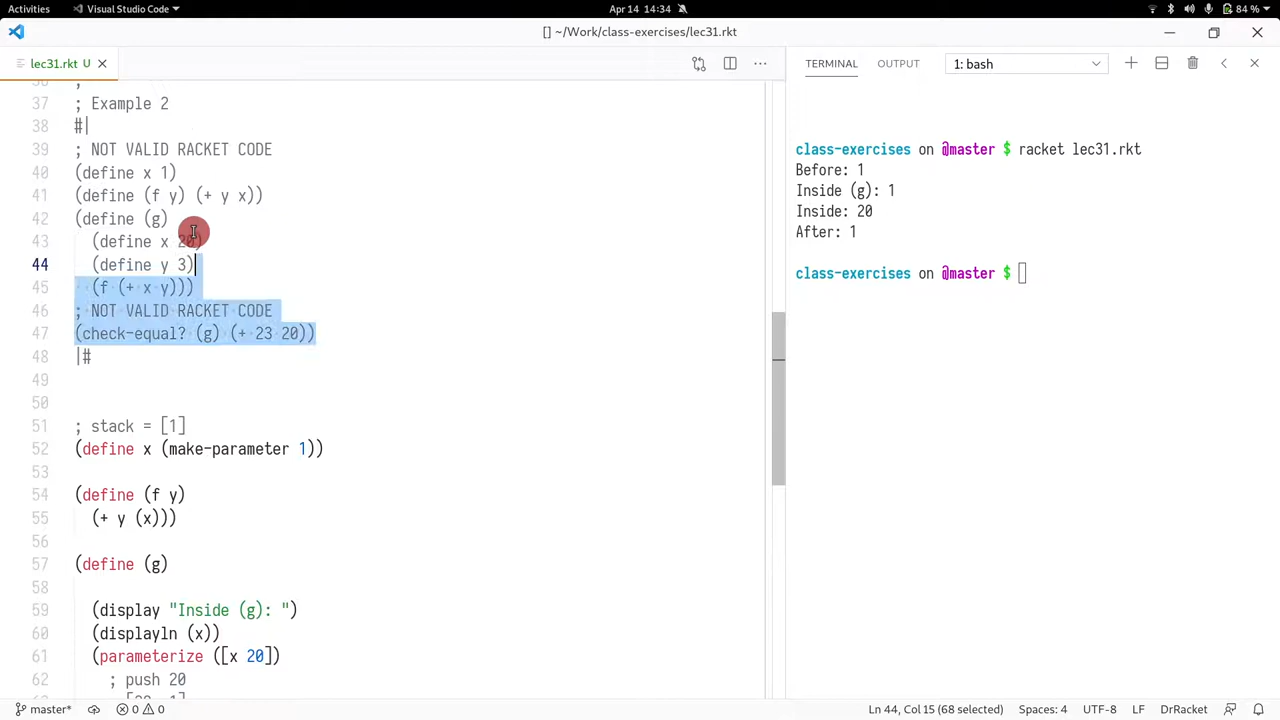 Activities Visual Studio Code Apr 14 14:34 84 %
[] ~/Work/class-exercises/lec31.rkt
lec31.rkt U
TERMINAL OUTPUT 1: bash
37 ; Example 2
38 #|
39 ; NOT VALID RACKET CODE
40 (define x 1)
41 (define (f y) (+ y x))
42 (define (g)
43 (define x 20)
44 (define y 3)
45 (f (+ x y)))
46 ; NOT VALID RACKET CODE
47 (check-equal? (g) (+ 23 20))
48 |#
49
50
51 ; stack = [1]
52 (define x (make-parameter 1))
53
54 (define (f y)
55 (+ y (x)))
56
57 (define (g)
58
59 (display "Inside (g): ")
60 (displayln (x))
61 (parameterize ([x 20])
62 ; push 20
class-exercises on @master $ racket lec31.rkt
Before: 1
Inside (g): 1
Inside: 20
After: 1
class-exercises on @master $
master* 0 0 Ln 44, Col 15 (68 selected) Spaces: 4 UTF-8 LF DrRacket